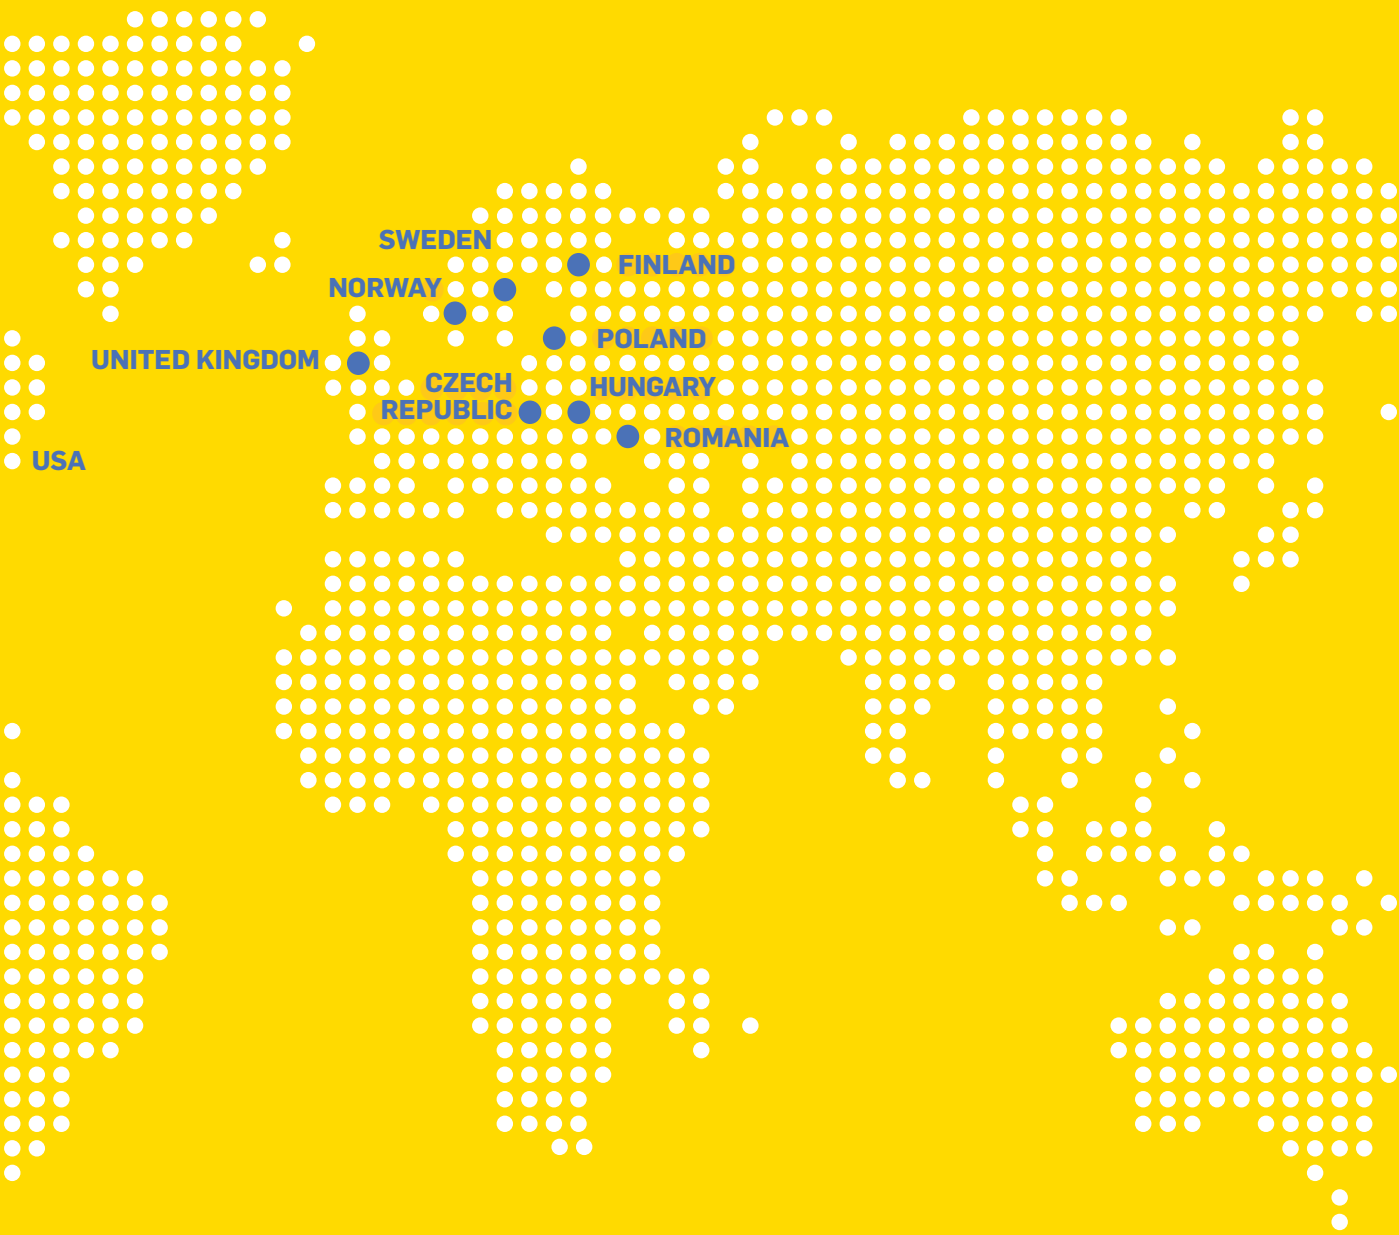 SWEDEN
FINLAND
NORWAY
POLAND
UNITED KINGDOM
CZECH
REPUBLIC
HUNGARY
ROMANIA
USA